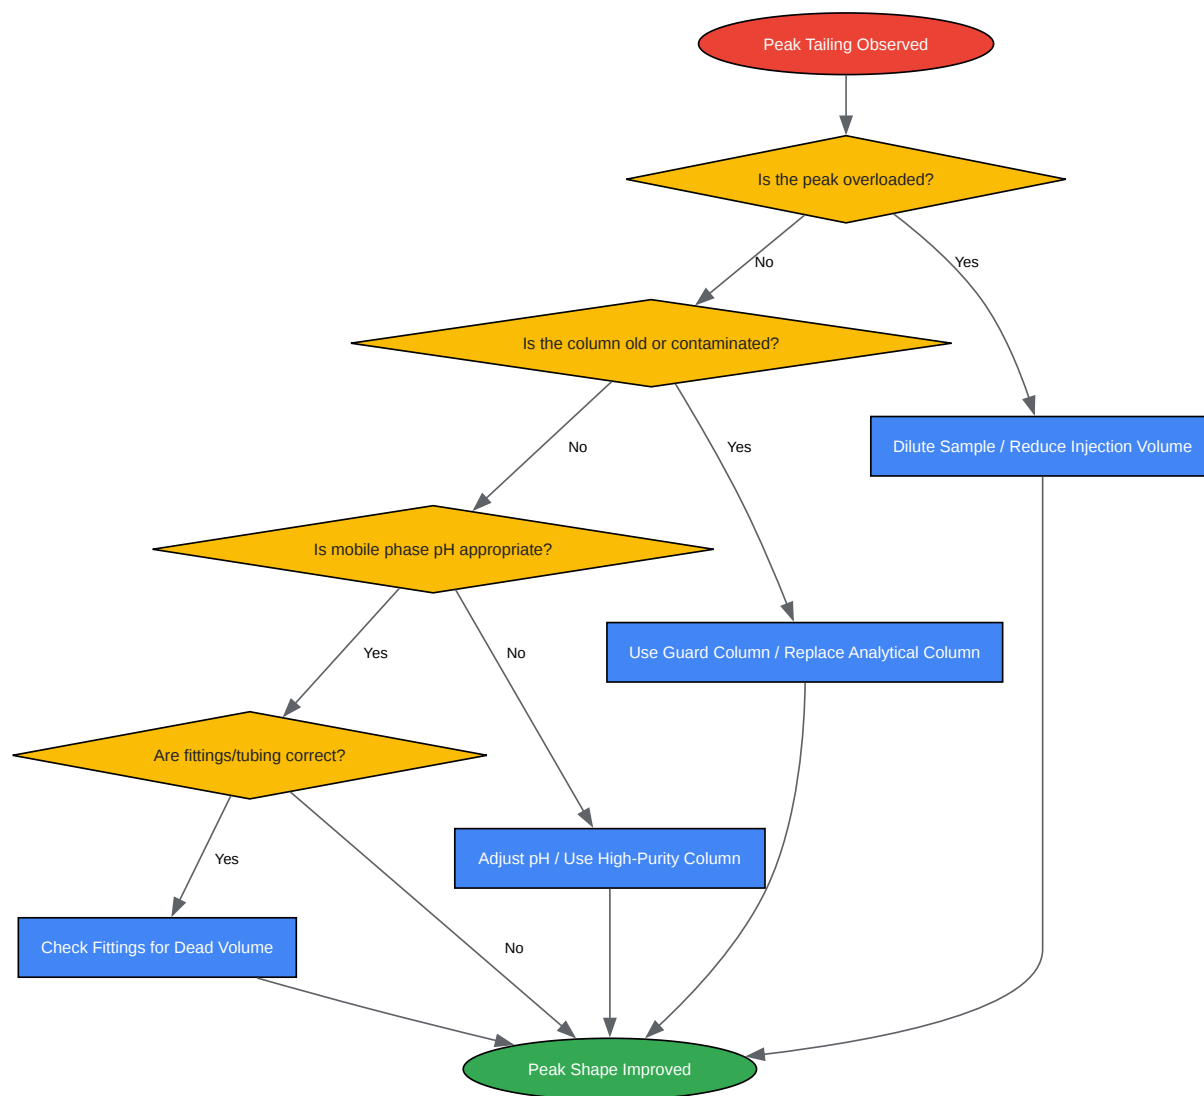 Peak Tailing Observed
Is the peak overloaded?
No
Yes
Is the column old or contaminated?
No
Yes
Dilute Sample / Reduce Injection Volume
Is mobile phase pH appropriate?
Yes
No
Use Guard Column / Replace Analytical Column
Are fittings/tubing correct?
Yes
Adjust pH / Use High-Purity Column
Check Fittings for Dead Volume
No
Peak Shape Improved